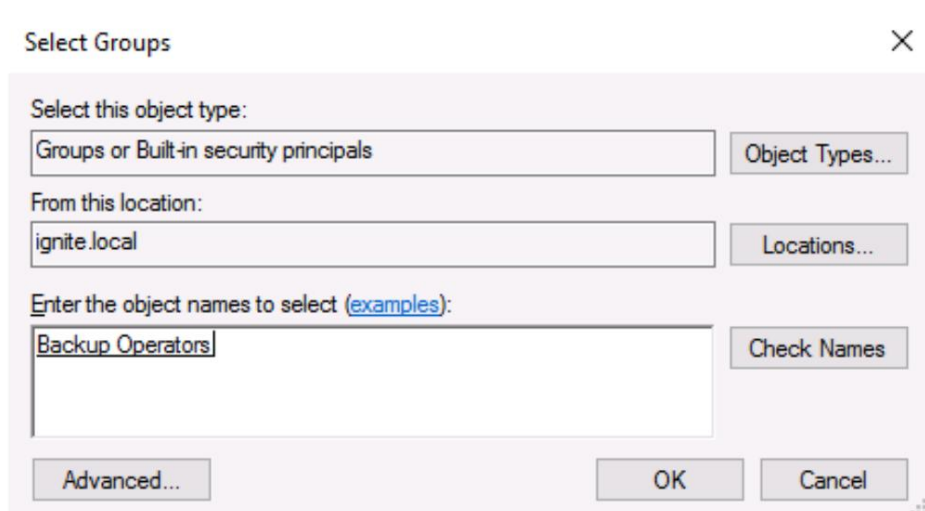 Select Groups
Select this object type:
Groups or Built-in security principals
Object Types...
From this location:
ignite.local
Locations...
Enter the object names to select (examples):
Backup Operators
Check Names
Advanced...
OK
Cancel